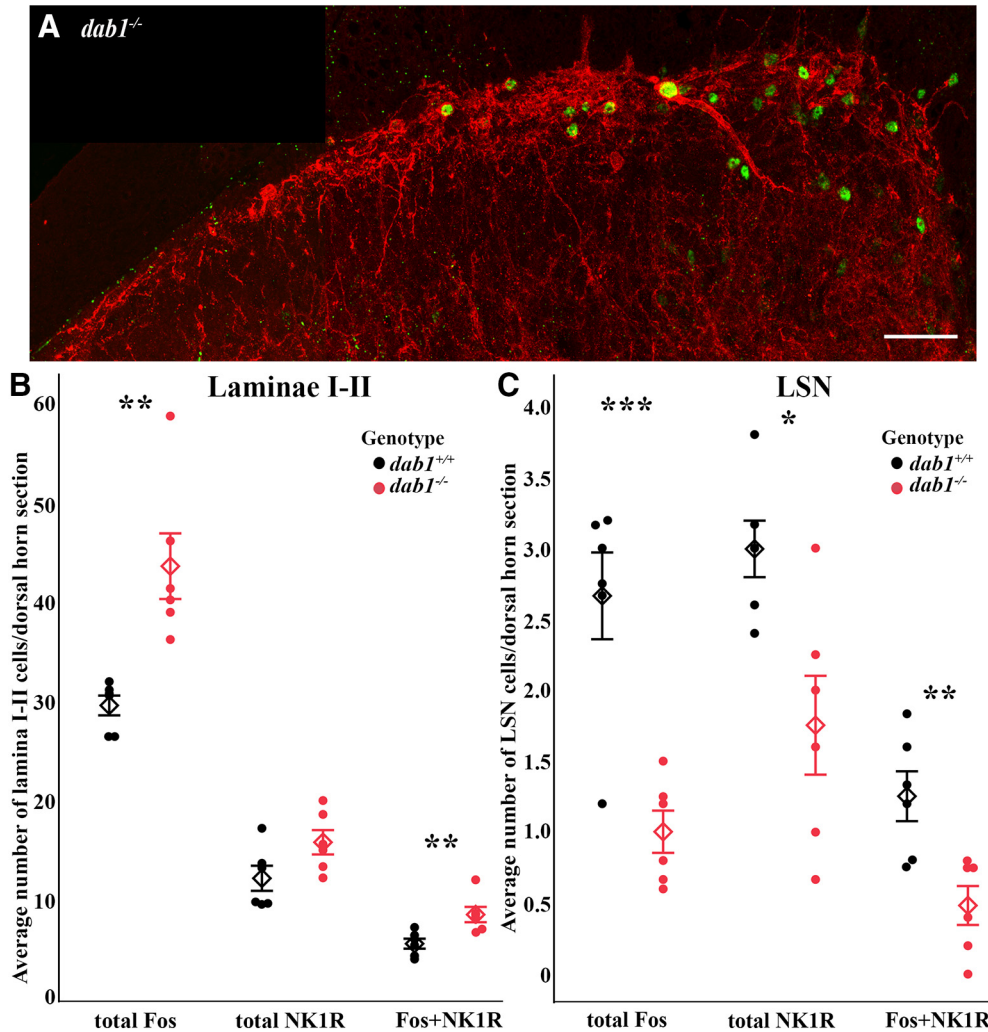 A dab1-/-
B Laminae I-II
**
Genotype
dab1+/+
dab1-/-
Average number of lamina I-II cells/dorsal horn section
60
50
40
30
20
10
0
**
total Fos total NK1R Fos+NK1R
C LSN
***
*
Genotype
dab1+/+
dab1-/-
Average number of LSN cells/dorsal horn section
4.0
3.5
3.0
2.5
2.0
1.5
1.0
0.5
0
**
total Fos total NK1R Fos+NK1R